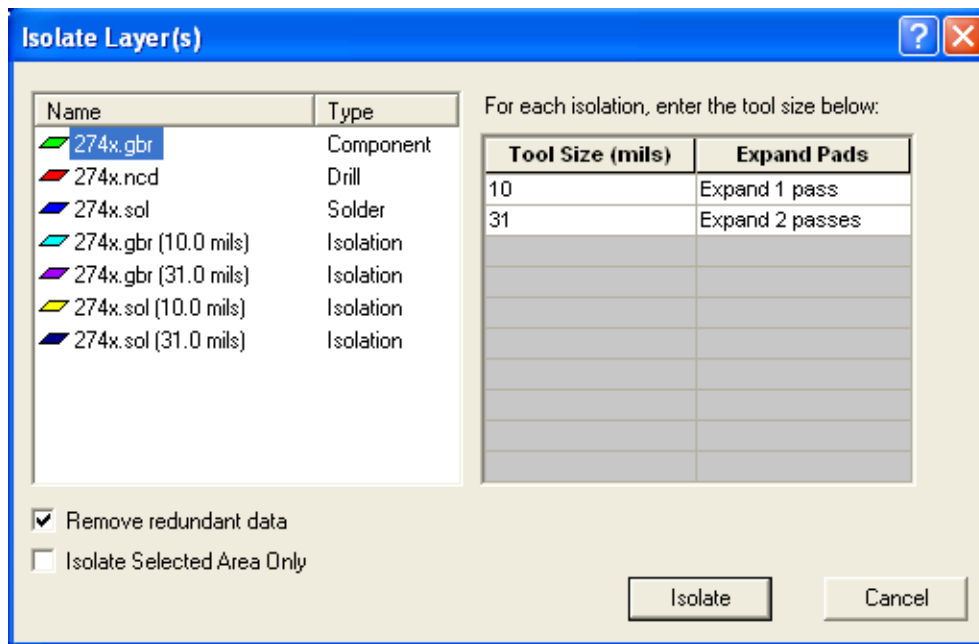 Isolate Layer(s)
Name Type
274x.gbr Component
274x.ncd Drill
274x.sol Solder
274x.gbr (10.0 mils) Isolation
274x.gbr (31.0 mils) Isolation
274x.sol (10.0 mils) Isolation
274x.sol (31.0 mils) Isolation
For each isolation, enter the tool size below:
Tool Size (mils) Expand Pads
10 Expand 1 pass
31 Expand 2 passes
Remove redundant data
Isolate Selected Area Only
Isolate Cancel